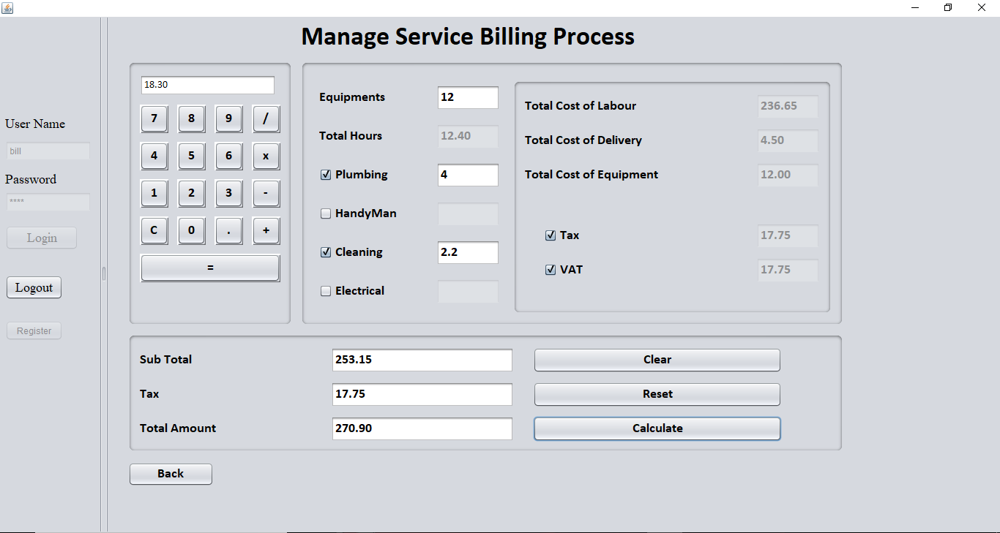 Manage Service Billing Process
User Name
bill
Password
****
Login
Logout
Register
18.30
7 8 9 /
4 5 6 x
1 2 3 -
C 0 . +
=
Equipments 12
Total Hours 12.40
Plumbing 4
HandyMan
Cleaning 2.2
Electrical
Total Cost of Labour 236.65
Total Cost of Delivery 4.50
Total Cost of Equipment 12.00
Tax 17.75
VAT 17.75
Sub Total 253.15 Clear
Tax 17.75 Reset
Total Amount 270.90 Calculate
Back